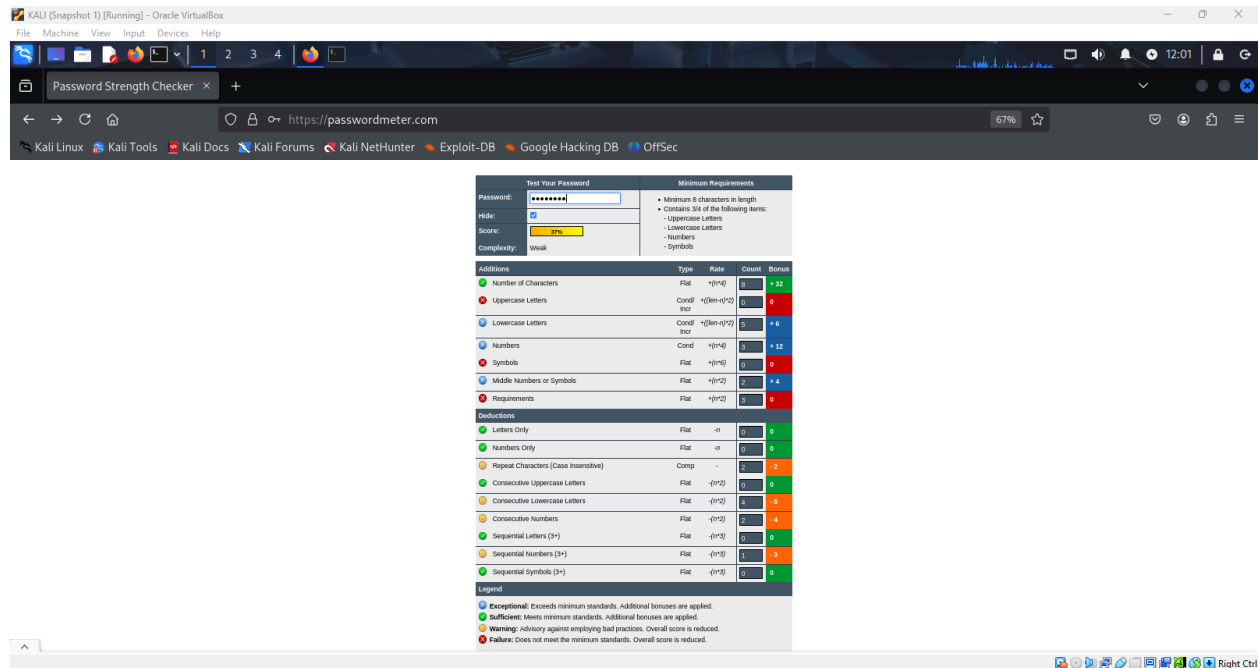 KALI (Snapshot 1) [Running] - Oracle VirtualBox
File Machine View Input Devices Help
1 2 3 4 12:01
Password Strength Checker
https://passwordmeter.com 67%
Kali Linux Kali Tools Kali Docs Kali Forums Kali NetHunter Exploit-DB Google Hacking DB OffSec
Test Your Password Minimum Requirements
Password: ••••••••
Hide:
Score: 37%
Complexity: Weak
• Minimum 8 characters in length
• Contains 3/4 of the following items:
- Uppercase Letters
- Lowercase Letters
- Numbers
- Symbols
Additions Type Rate Count Bonus
Number of Characters Flat +(n*4) 8 + 32
Uppercase Letters Cond/Incr +((len-n)*2) 0 0
Lowercase Letters Cond/Incr +((len-n)*2) 5 + 6
Numbers Cond +(n*4) 3 + 12
Symbols Flat +(n*6) 0 0
Middle Numbers or Symbols Flat +(n*2) 2 + 4
Requirements Flat +(n*2) 3 0
Deductions
Letters Only Flat -n 0 0
Numbers Only Flat -n 0 0
Repeat Characters (Case Insensitive) Comp - 2 - 2
Consecutive Uppercase Letters Flat -(n*2) 0 0
Consecutive Lowercase Letters Flat -(n*2) 4 - 8
Consecutive Numbers Flat -(n*2) 2 - 4
Sequential Letters (3+) Flat -(n*3) 0 0
Sequential Numbers (3+) Flat -(n*3) 1 - 3
Sequential Symbols (3+) Flat -(n*3) 0 0
Legend
Exceptional: Exceeds minimum standards. Additional bonuses are applied.
Sufficient: Meets minimum standards. Additional bonuses are applied.
Warning: Advisory against employing bad practices. Overall score is reduced.
Failure: Does not meet the minimum standards. Overall score is reduced.
Right Ctrl